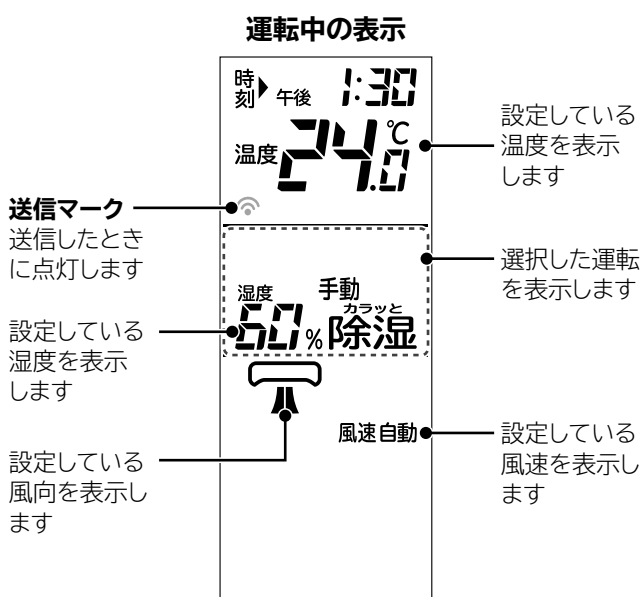 運転中の表示
時刻 午後 1:30
温度 24.0 ℃
設定している
温度を表示
します
送信マーク
送信したとき
に点灯します
選択した運転
を表示します
湿度 手動
カラッと
60 % 除湿
設定している
湿度を表示
します
風速自動
設定している
風向を表示し
ます
設定している
風速を表示し
ます